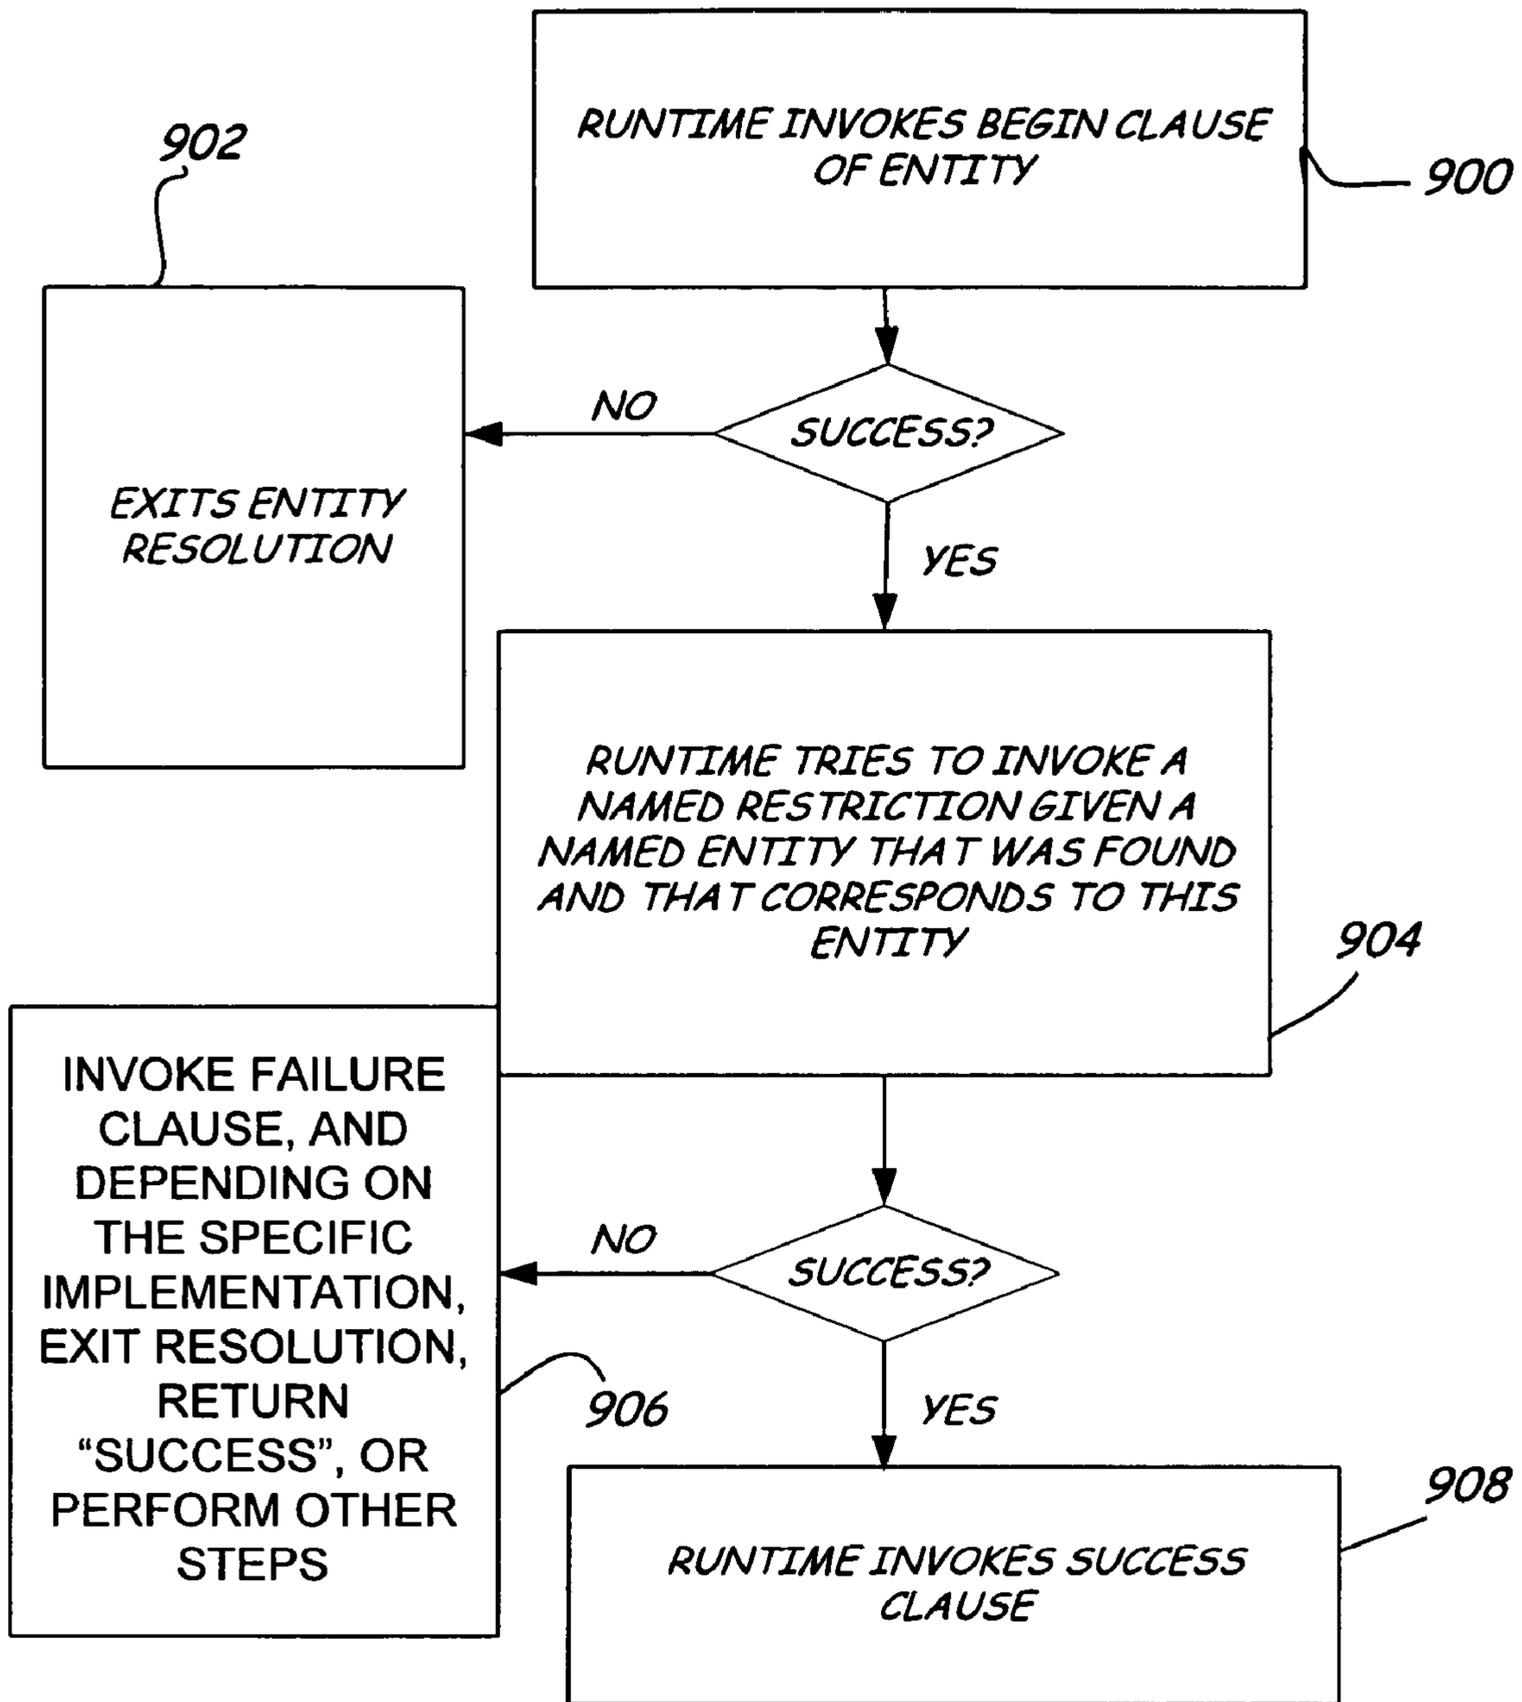 RUNTIME INVOKES BEGIN CLAUSE
OF ENTITY
900
902
SUCCESS?
NO
EXITS ENTITY
RESOLUTION
YES
RUNTIME TRIES TO INVOKE A
NAMED RESTRICTION GIVEN A
NAMED ENTITY THAT WAS FOUND
AND THAT CORRESPONDS TO THIS
ENTITY
904
SUCCESS?
NO
INVOKE FAILURE
CLAUSE, AND
DEPENDING ON
THE SPECIFIC
IMPLEMENTATION,
EXIT RESOLUTION,
RETURN
“SUCCESS”, OR
PERFORM OTHER
STEPS
906
YES
RUNTIME INVOKES SUCCESS
CLAUSE
908